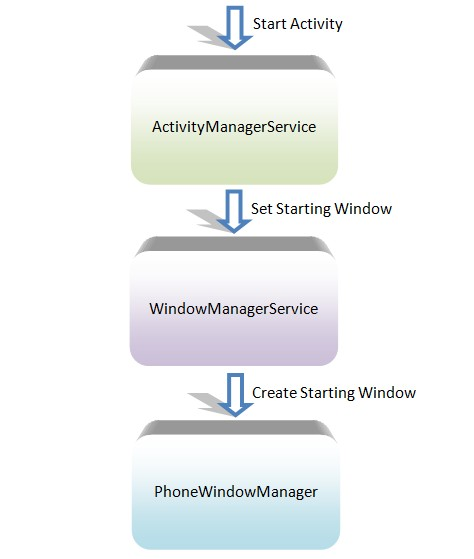 Start Activity
ActivityManagerService
Set Starting Window
WindowManagerService
Create Starting Window
PhoneWindowManager